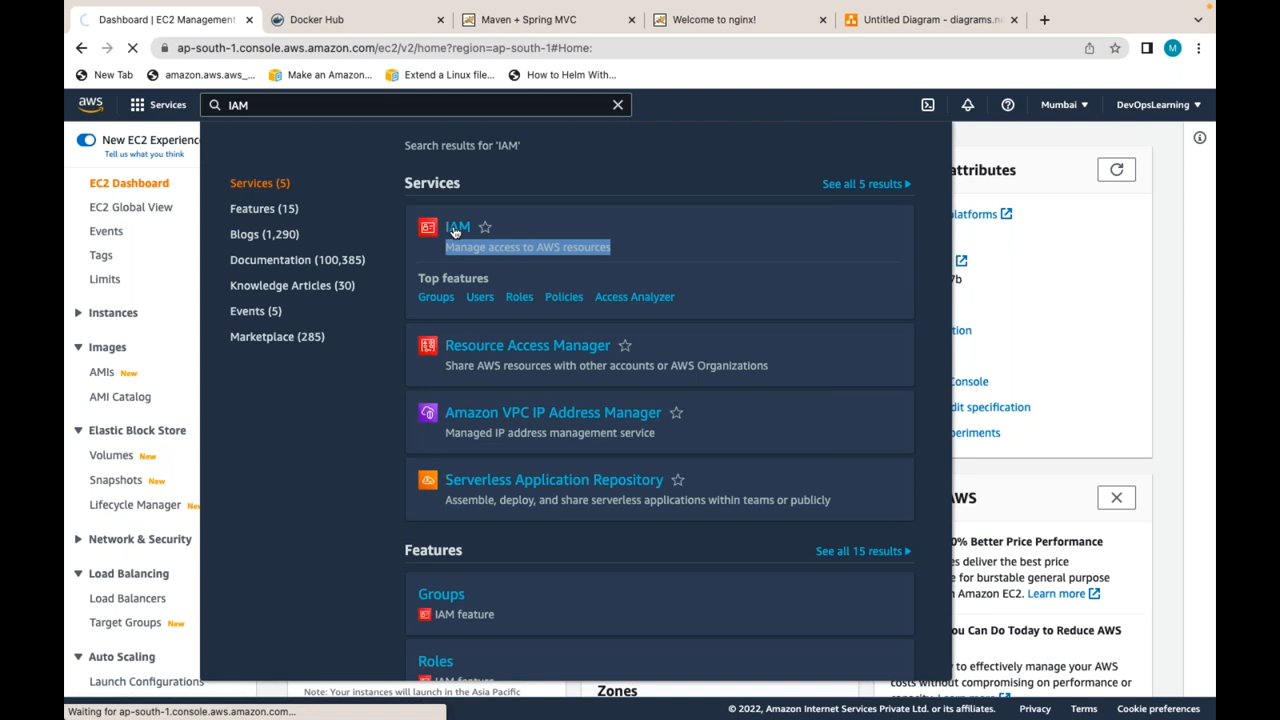 Dashboard | EC2 Management
Docker Hub
Maven + Spring MVC
Welcome to nginx!
Untitled Diagram - diagrams.ne
ap-south-1.console.aws.amazon.com/ec2/v2/home?region=ap-south-1#Home:
M
New Tab
amazon.aws.aws_...
Make an Amazon...
Extend a Linux file...
How to Helm With...
aws
Services
IAM
Mumbai
DevOpsLearning
New EC2 Experienc
Tell us what you think
EC2 Dashboard
EC2 Global View
Events
Tags
Limits
Instances
Images
AMIs New
AMI Catalog
Elastic Block Store
Volumes New
Snapshots New
Lifecycle Manager New
Network & Security
Load Balancing
Load Balancers
Target Groups New
Auto Scaling
Launch Configurations
Search results for 'IAM'
Services (5)
Features (15)
Blogs (1,290)
Documentation (100,385)
Knowledge Articles (30)
Events (5)
Marketplace (285)
Services
See all 5 results
IAM
Manage access to AWS resources
Top features
Groups Users Roles Policies Access Analyzer
Resource Access Manager
Share AWS resources with other accounts or AWS Organizations
Amazon VPC IP Address Manager
Managed IP address management service
Serverless Application Repository
Assemble, deploy, and share serverless applications within teams or publicly
Features
See all 15 results
Groups
IAM feature
Roles
IAM feature
attributes
platforms
7b
tion
Console
dit specification
periments
AWS
0% Better Price Performance
es deliver the best price
e for burstable general purpose
n Amazon EC2. Learn more
ou Can Do Today to Reduce AWS
to effectively manage your AWS
costs without compromising on performance or
capacity. Learn more
Note: Your instances will launch in the Asia Pacific
Zones
Waiting for ap-south-1.console.aws.amazon.com...
© 2022, Amazon Internet Services Private Ltd. or its affiliates.
Privacy
Terms
Cookie preferences